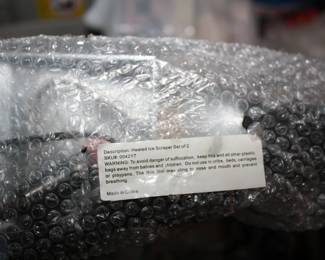 Description: Heated Ice Scraper Set of 2
SKU#: 004217
WARNING: To avoid danger of suffocation, keep this and all other plastic
bags away from babies and children. Do not use in cribs, beds, carriages
or playpens. The thin film may cling to nose and mouth and prevent
breathing.
Made in China